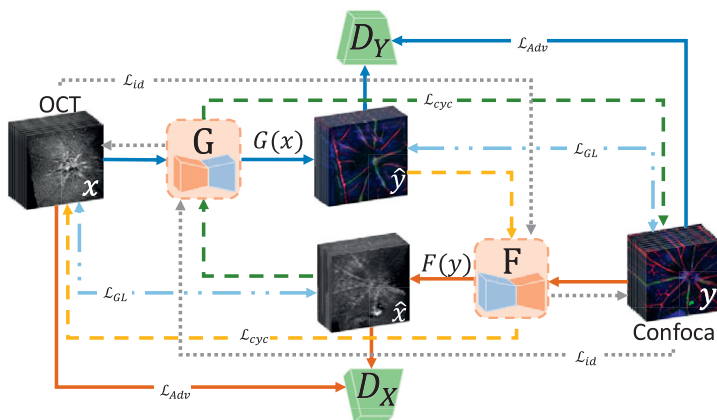 D_Y
ℒ_Adv
ℒ_id
OCT
ℒ_cyc
G
G(x)
x
ŷ
ℒ_GL
F(y)
F
ℒ_GL
x̂
y
ℒ_cyc
Confoca
ℒ_id
ℒ_Adv
D_X